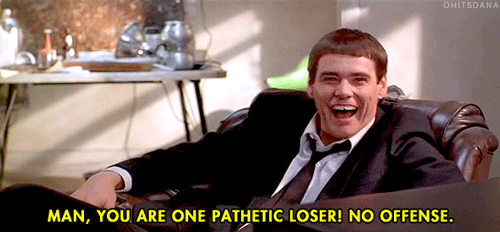 OHITSDANA
MAN, YOU ARE ONE PATHETIC LOSER! NO OFFENSE.